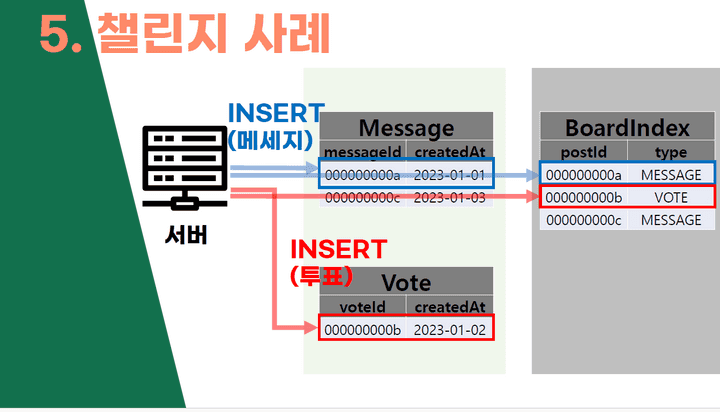 5. 챌린지 사례
INSERT
(메세지)
서버
Message
messageId createdAt
000000000a 2023-01-01
000000000c 2023-01-03
INSERT
(투표)
Vote
voteId createdAt
000000000b 2023-01-02
BoardIndex
postId type
000000000a MESSAGE
000000000b VOTE
000000000c MESSAGE